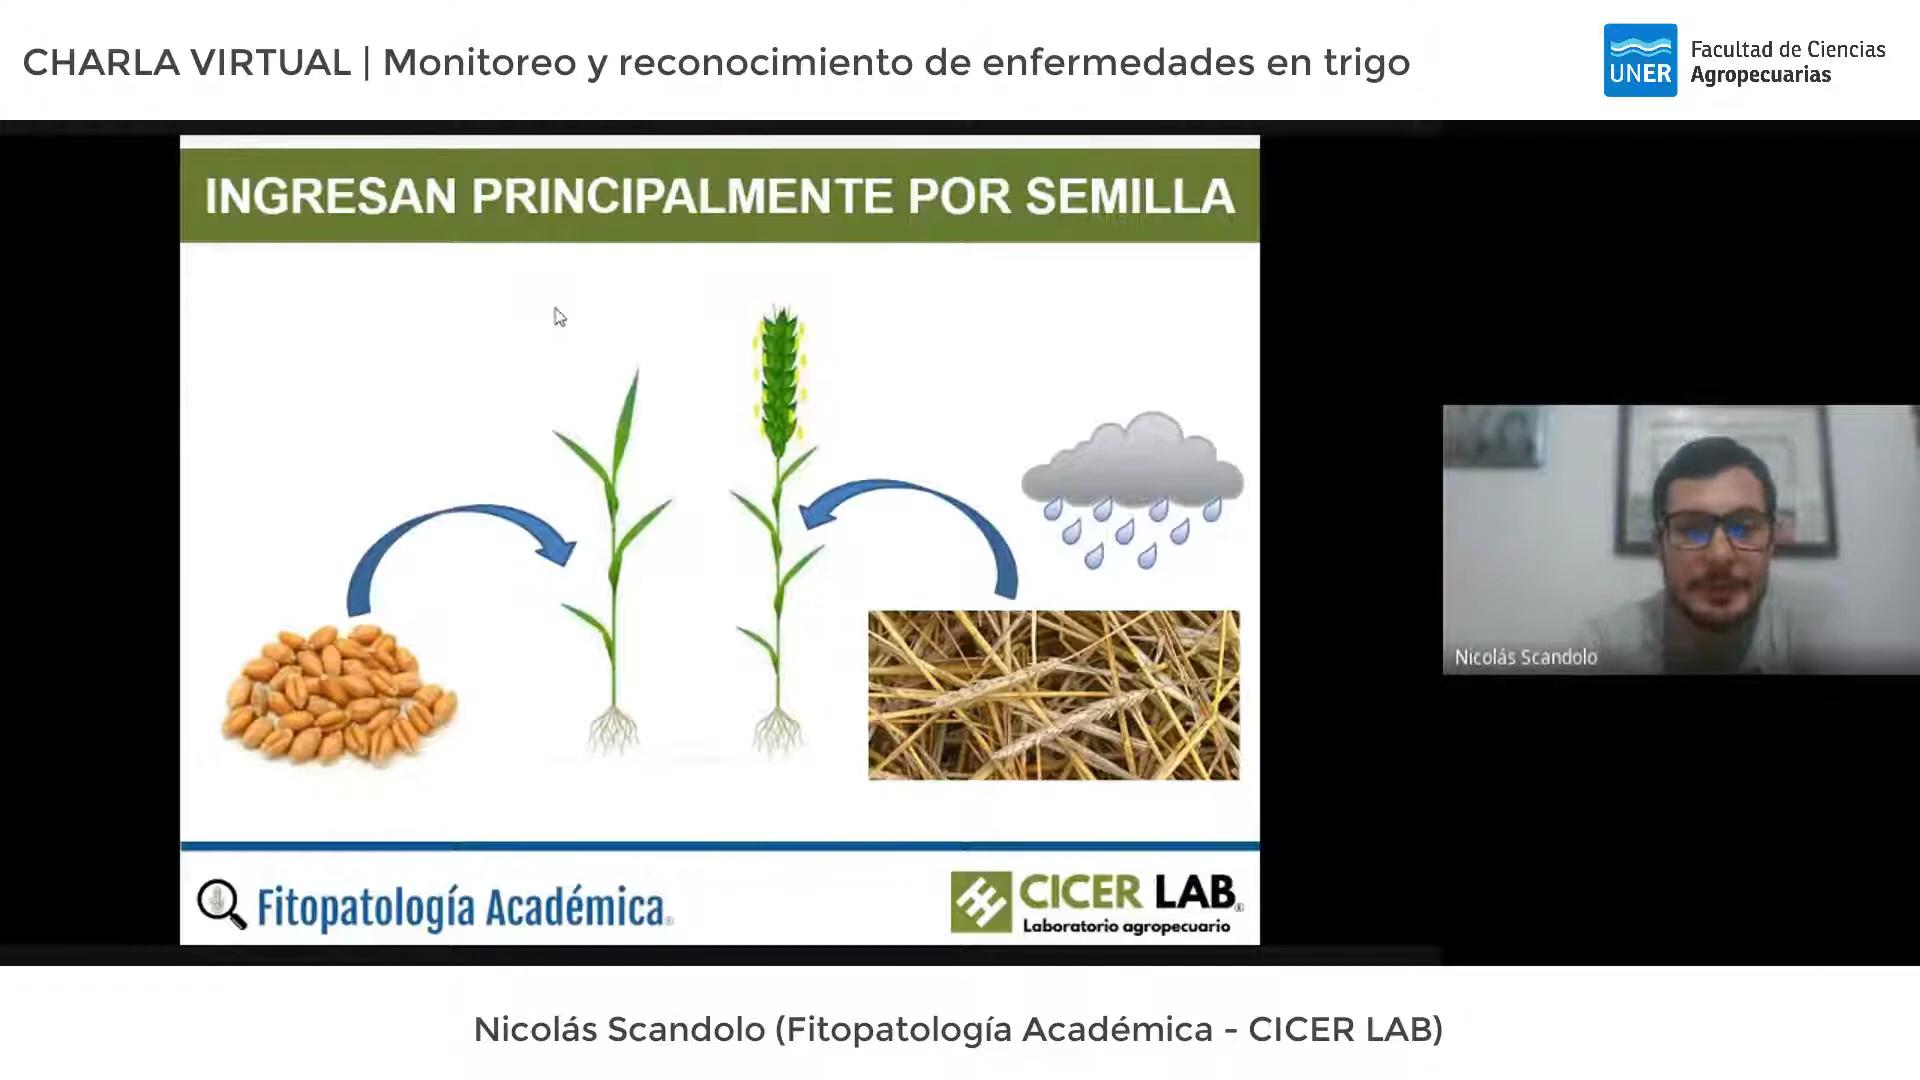 CHARLA VIRTUAL | Monitoreo y reconocimiento de enfermedades en trigo
UNER
Facultad de Ciencias
Agropecuarias
INGRESAN PRINCIPALMENTE POR SEMILLA
Nicolás Scandolo
Fitopatología Académica®
CICER LAB®
Laboratorio agropecuario
Nicolás Scandolo (Fitopatología Académica - CICER LAB)